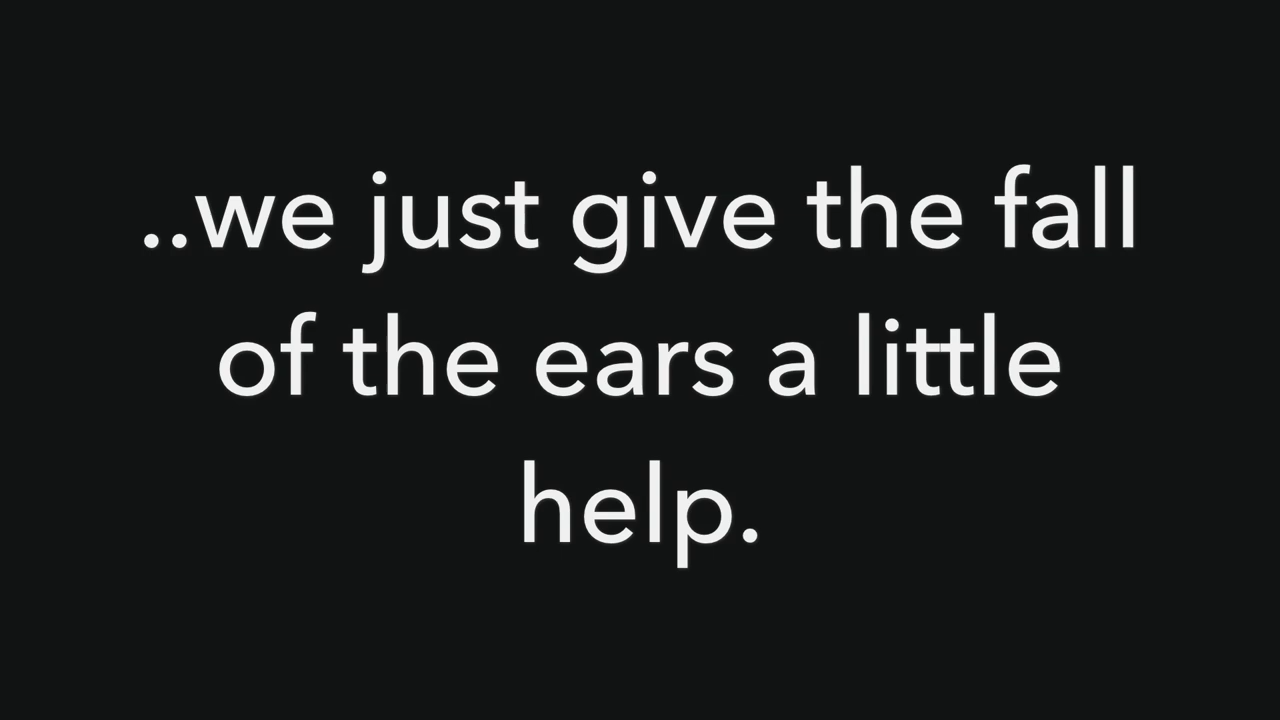 ..we just give the fall
of the ears a little
help.